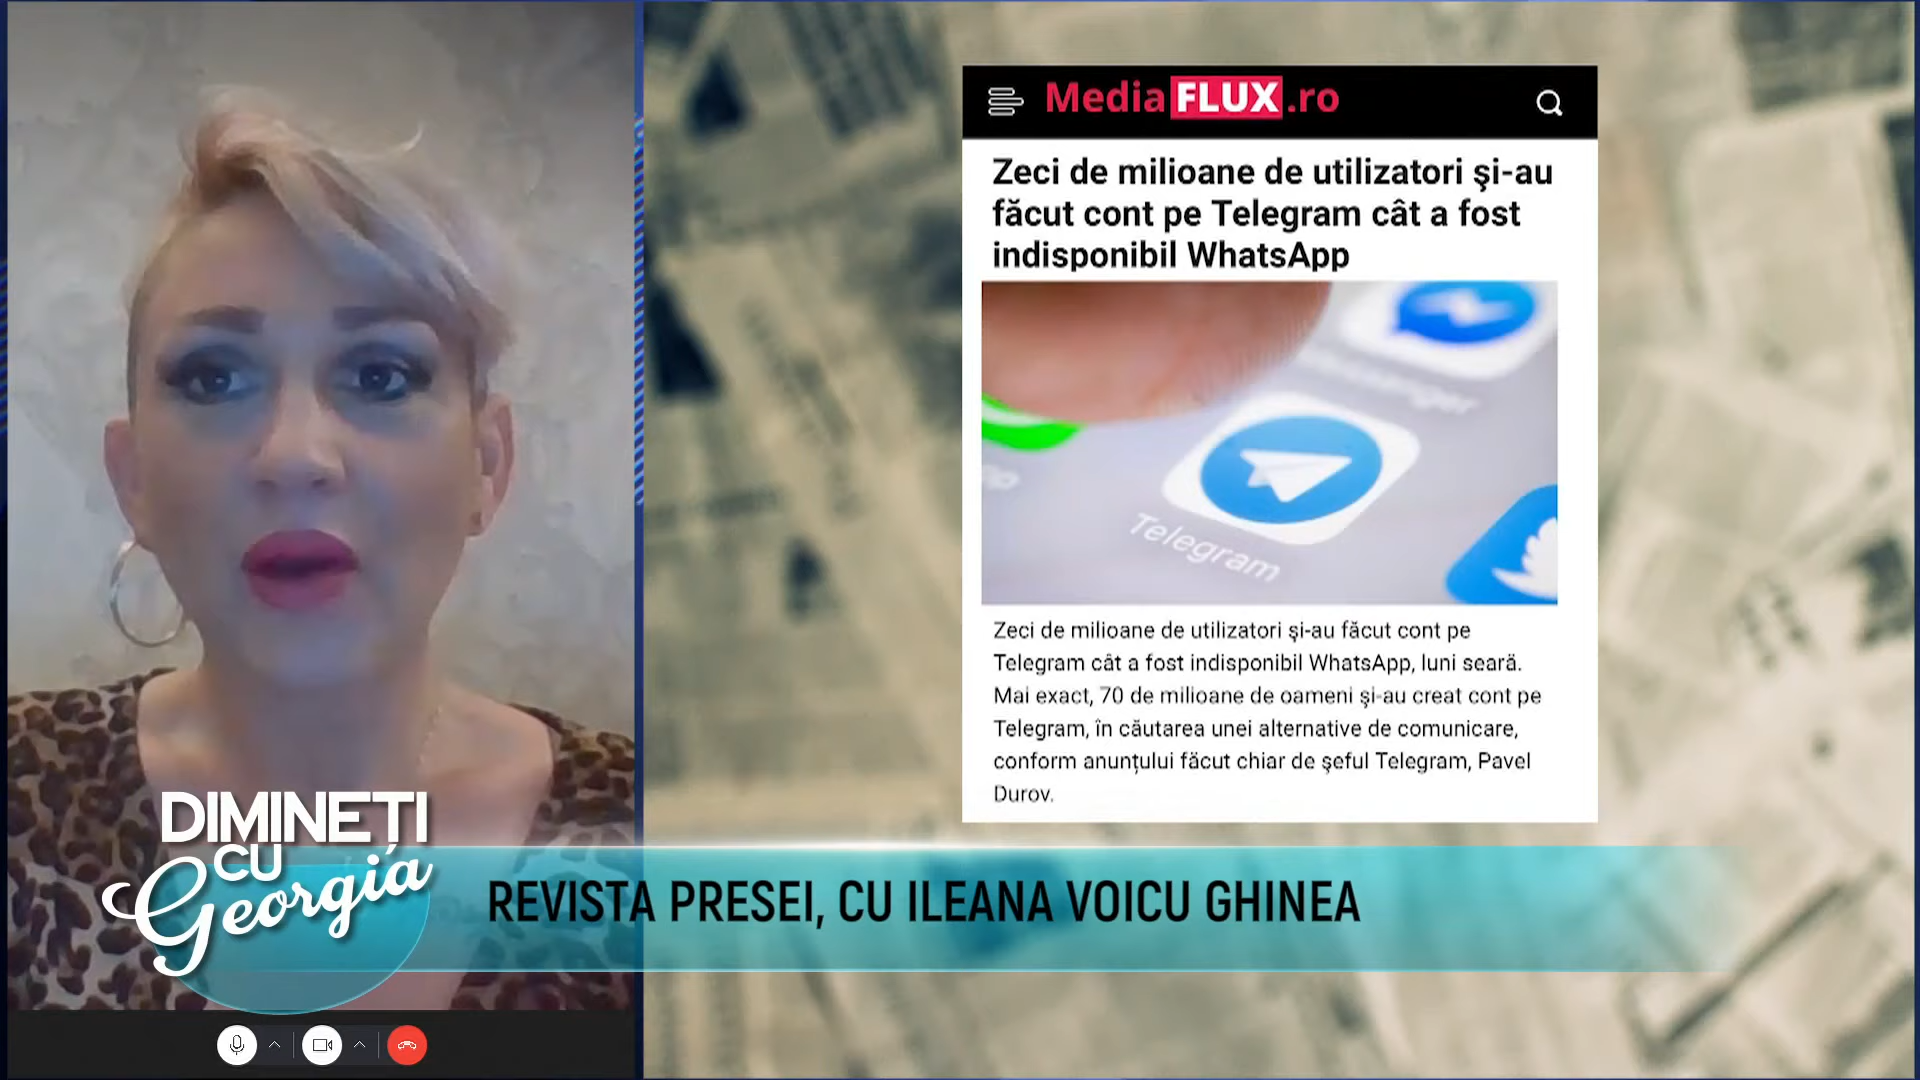 MediaFLUX.ro
Zeci de milioane de utilizatori şi-au
făcut cont pe Telegram cât a fost
indisponibil WhatsApp
Telegram
Zeci de milioane de utilizatori şi-au făcut cont pe
Telegram cât a fost indisponibil WhatsApp, luni seară.
Mai exact, 70 de milioane de oameni şi-au creat cont pe
Telegram, în căutarea unei alternative de comunicare,
conform anunțului făcut chiar de şeful Telegram, Pavel
Durov.
DIMINEȚI
CU
Georgia
REVISTA PRESEI, CU ILEANA VOICU GHINEA